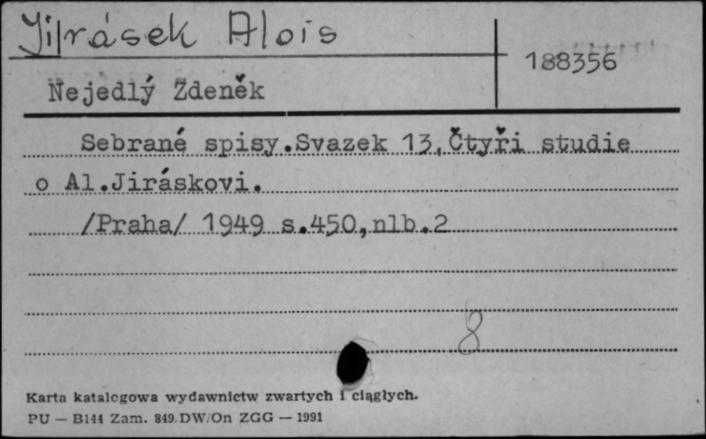 Jirásek Alois
188356
Nejedlý Zdeněk
Sebrané spisy.Svazek 13.Čtyři studie
o Al.Jiráskovi.
/Praha/ 1949 s.450,nlb.2
8
Karta katalogowa wydawnictw zwartych i ciągłych.
PU — B144 Zam. 849.DW/On ZGG — 1991